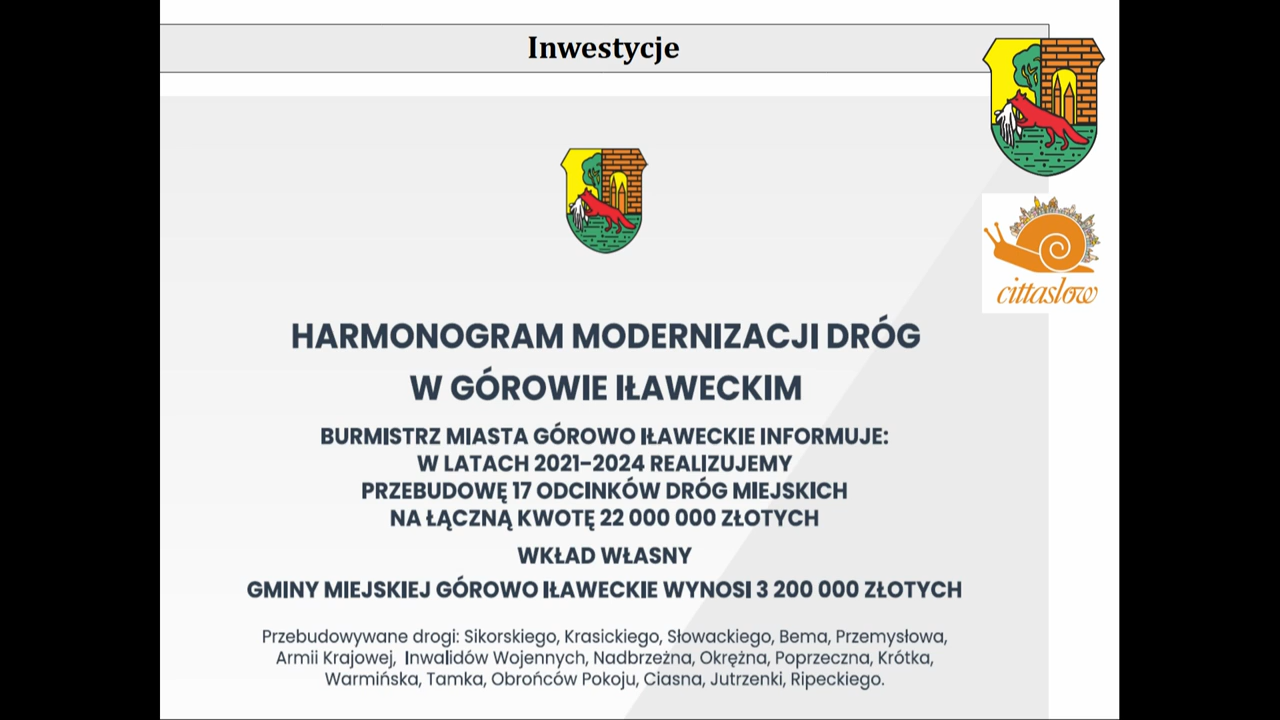 Inwestycje
cittaslow
HARMONOGRAM MODERNIZACJI DRÓG
W GÓROWIE IŁAWECKIM
BURMISTRZ MIASTA GÓROWO IŁAWECKIE INFORMUJE:
W LATACH 2021-2024 REALIZUJEMY
PRZEBUDOWĘ 17 ODCINKÓW DRÓG MIEJSKICH
NA ŁĄCZNĄ KWOTĘ 22 000 000 ZŁOTYCH
WKŁAD WŁASNY
GMINY MIEJSKIEJ GÓROWO IŁAWECKIE WYNOSI 3 200 000 ZŁOTYCH
Przebudowywane drogi: Sikorskiego, Krasickiego, Słowackiego, Bema, Przemysłowa,
Armii Krajowej, Inwalidów Wojennych, Nadbrzeżna, Okrężna, Poprzeczna, Krótka,
Warmińska, Tamka, Obrońców Pokoju, Ciasna, Jutrzenki, Ripeckiego.